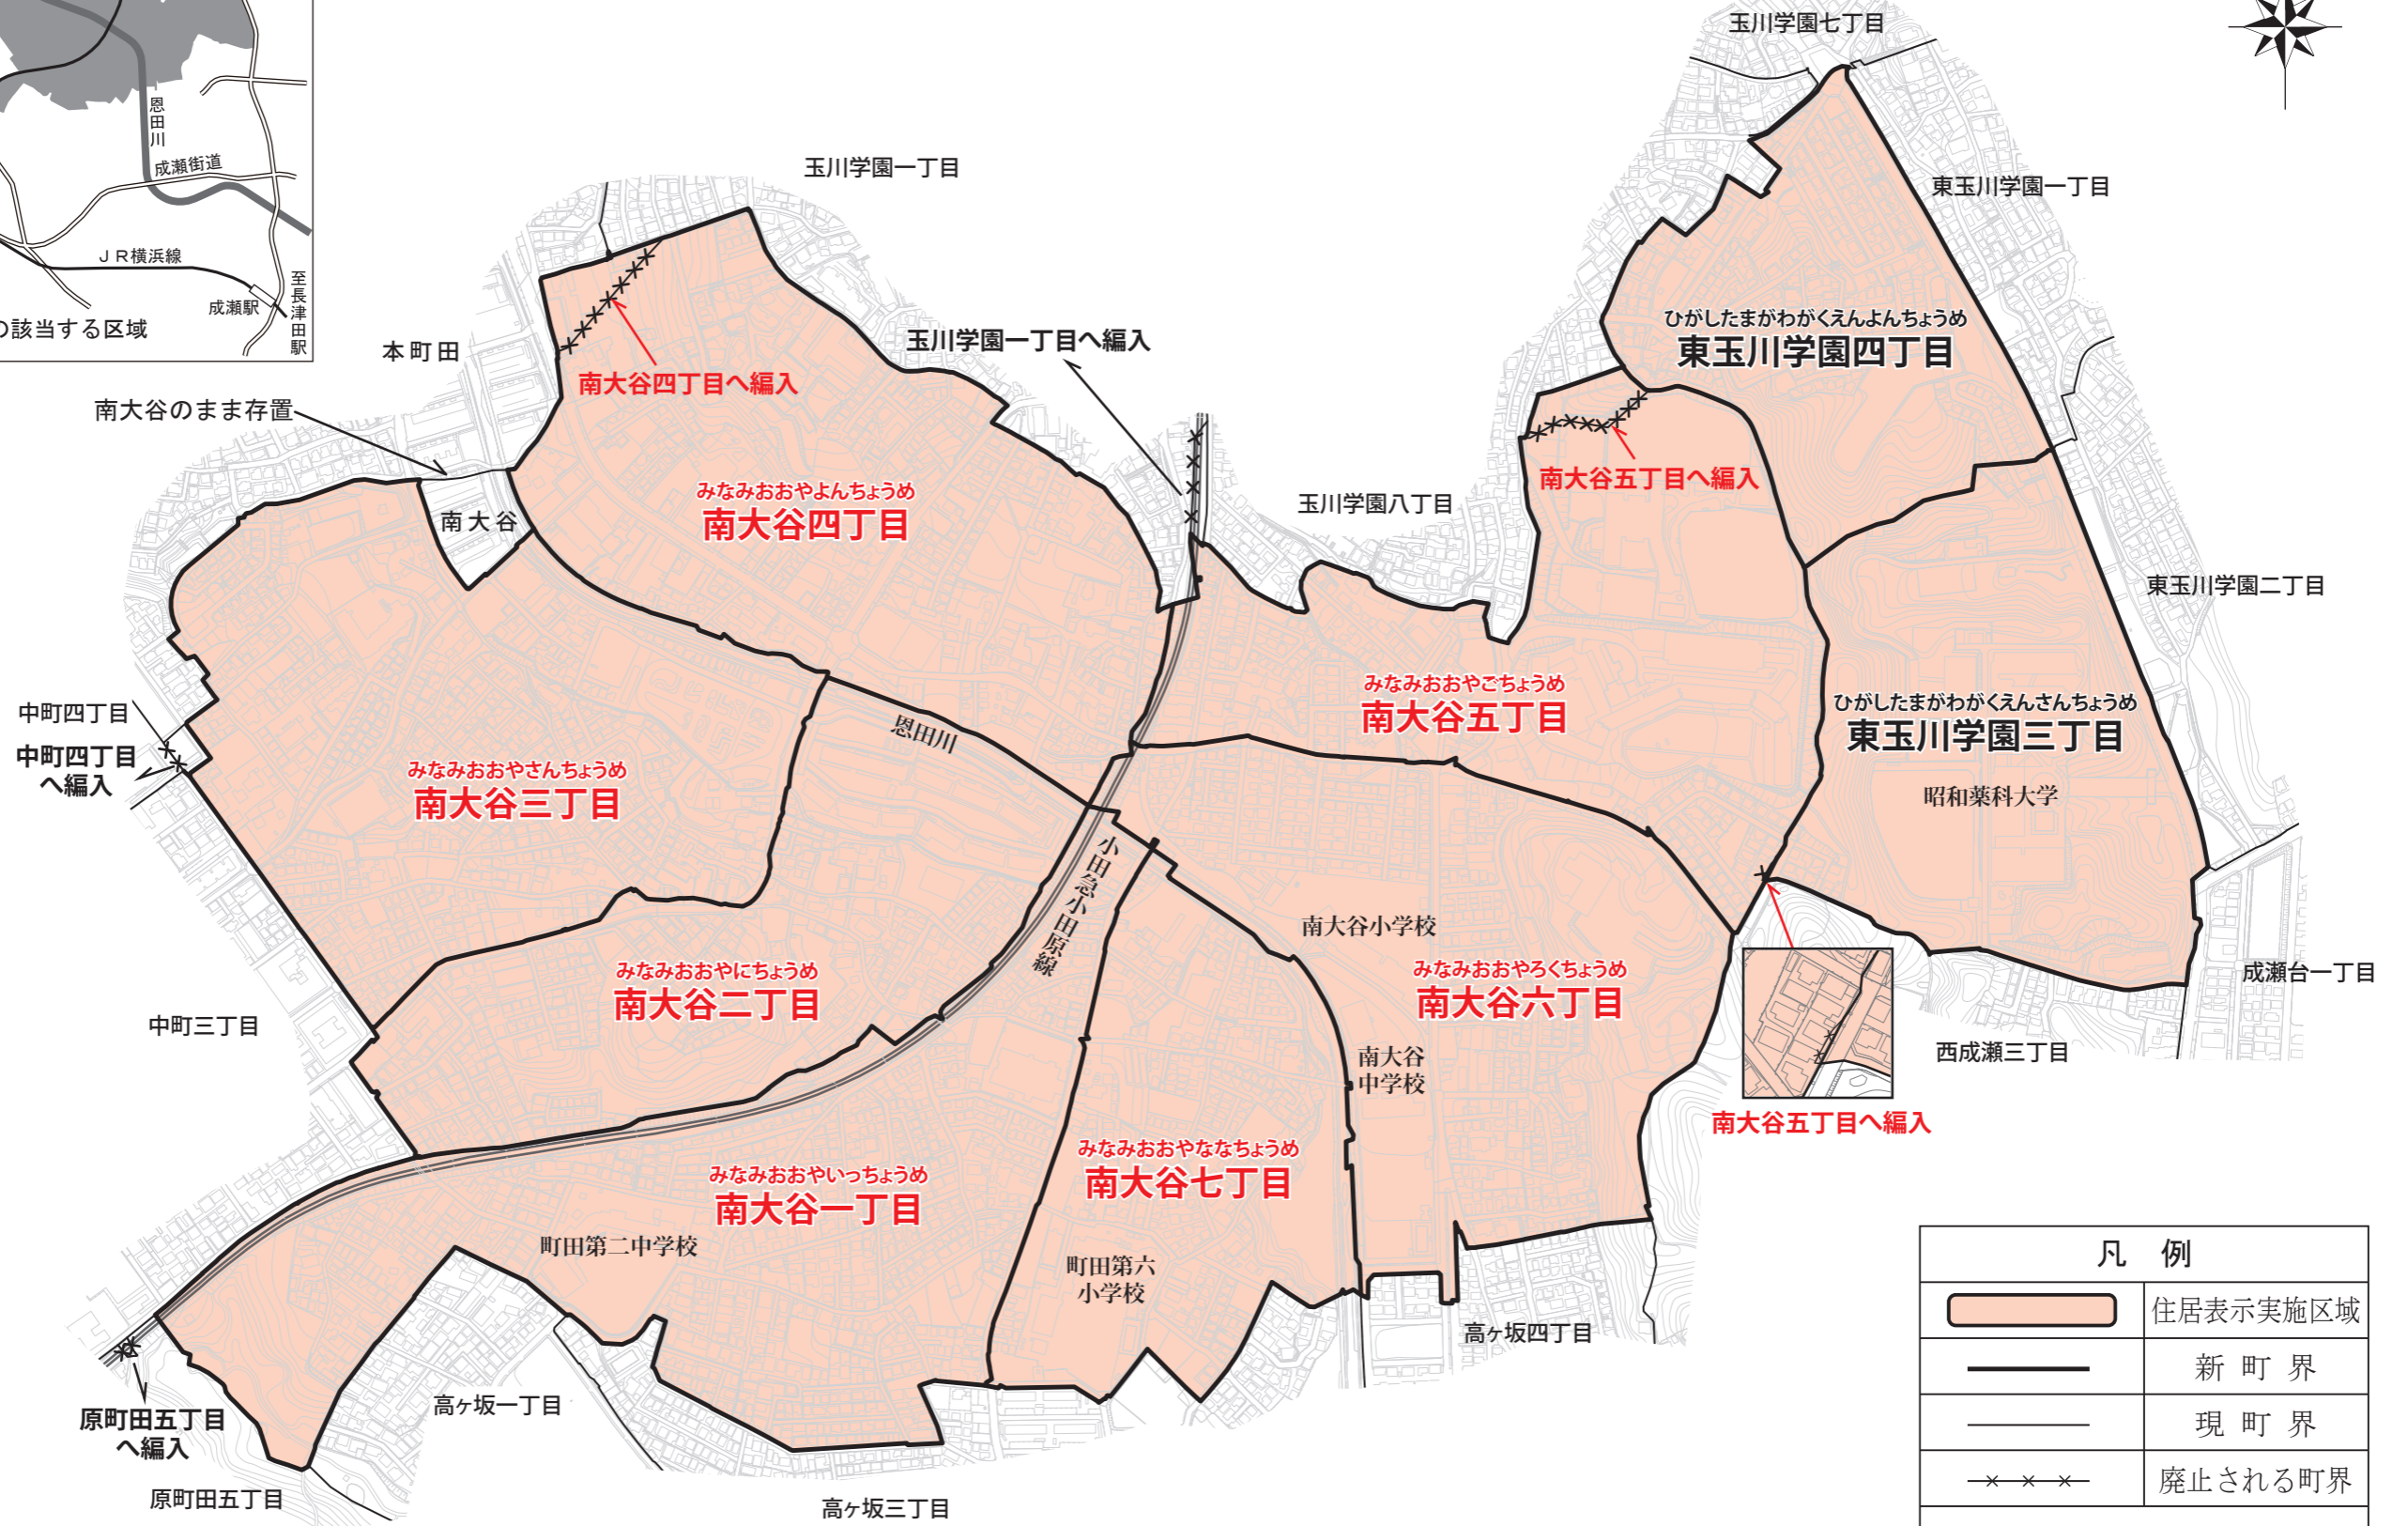 恩田川
成瀬街道
JR横浜線
成瀬駅
至長津田駅
の該当する区域
玉川学園七丁目
玉川学園一丁目
東玉川学園一丁目
本町田
南大谷四丁目へ編入
玉川学園一丁目へ編入
ひがしたまがわがくえんよんちょうめ
東玉川学園四丁目
南大谷のまま存置
南大谷
みなみおおやよんちょうめ
南大谷四丁目
玉川学園八丁目
南大谷五丁目へ編入
東玉川学園二丁目
中町四丁目
中町四丁目
へ編入
みなみおおやさんちょうめ
南大谷三丁目
恩田川
みなみおおやごちょうめ
南大谷五丁目
ひがしたまがわがくえんさんちょうめ
東玉川学園三丁目
昭和薬科大学
小田急小田原線
南大谷小学校
みなみおおやにちょうめ
南大谷二丁目
みなみおおやろくちょうめ
南大谷六丁目
成瀬台一丁目
中町三丁目
南大谷
中学校
西成瀬三丁目
南大谷五丁目へ編入
みなみおおやいっちょうめ
南大谷一丁目
みなみおおやななちょうめ
南大谷七丁目
町田第二中学校
町田第六
小学校
高ヶ坂四丁目
原町田五丁目
へ編入
高ヶ坂一丁目
原町田五丁目
高ヶ坂三丁目
凡 例
住居表示実施区域
新 町 界
現 町 界
廃止される町界